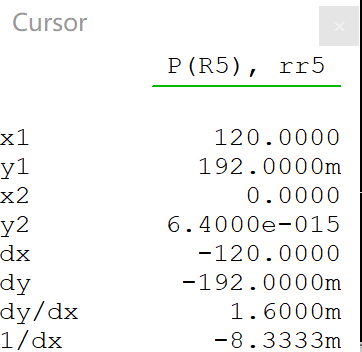 Cursor ×
P(R5), rr5
x1 120.0000
y1 192.0000m
x2 0.0000
y2 6.4000e-015
dx -120.0000
dy -192.0000m
dy/dx 1.6000m
1/dx -8.3333m